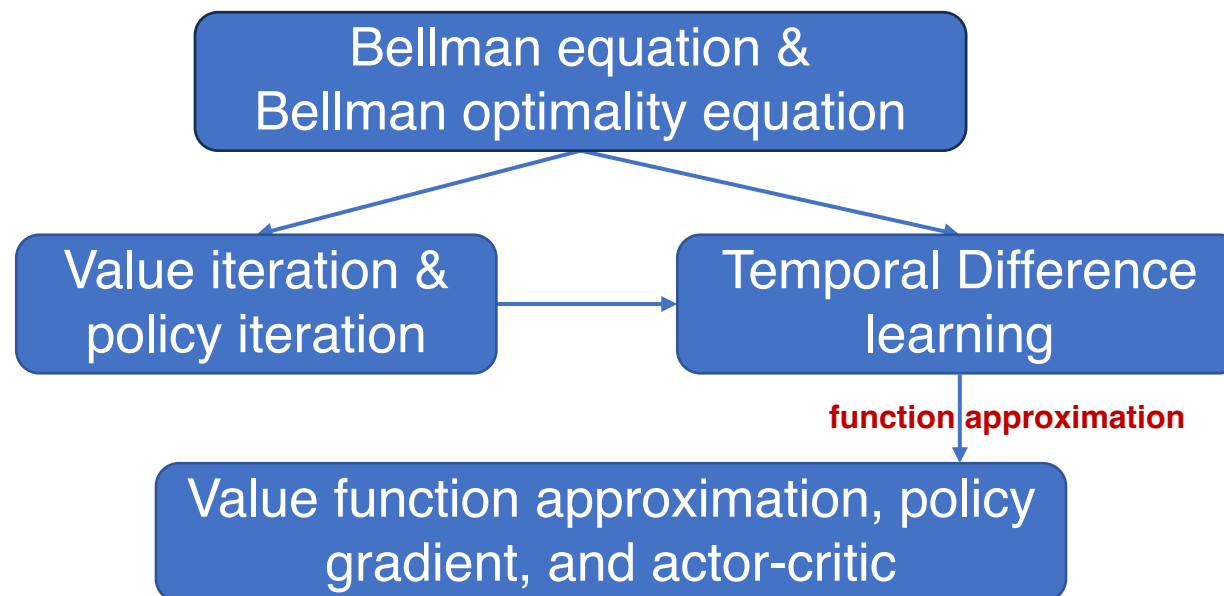 Bellman equation &
Bellman optimality equation
Value iteration &
policy iteration
Temporal Difference
learning
function approximation
Value function approximation, policy
gradient, and actor-critic